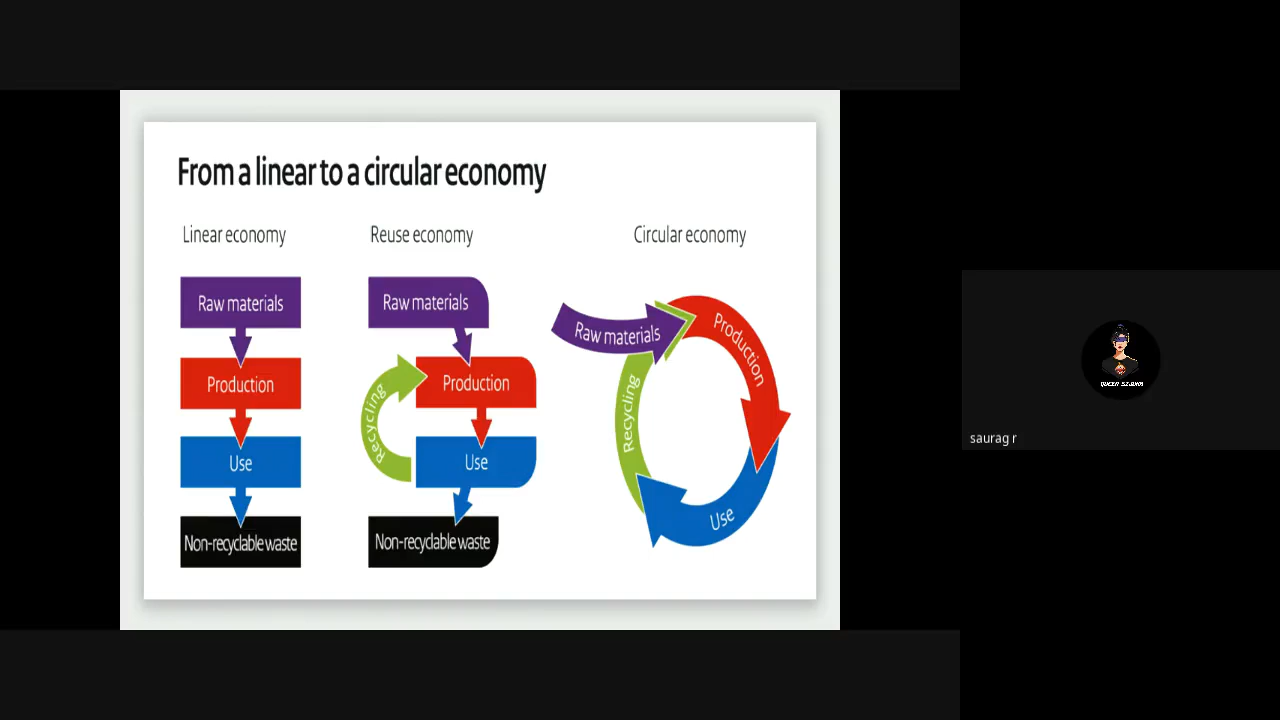 From a linear to a circular economy
Linear economy
Raw materials
Production
Use
Non-recyclable waste
Reuse economy
Raw materials
Production
Recycling
Use
Non-recyclable waste
Circular economy
Raw materials
Production
Use
Recycling
saurag r